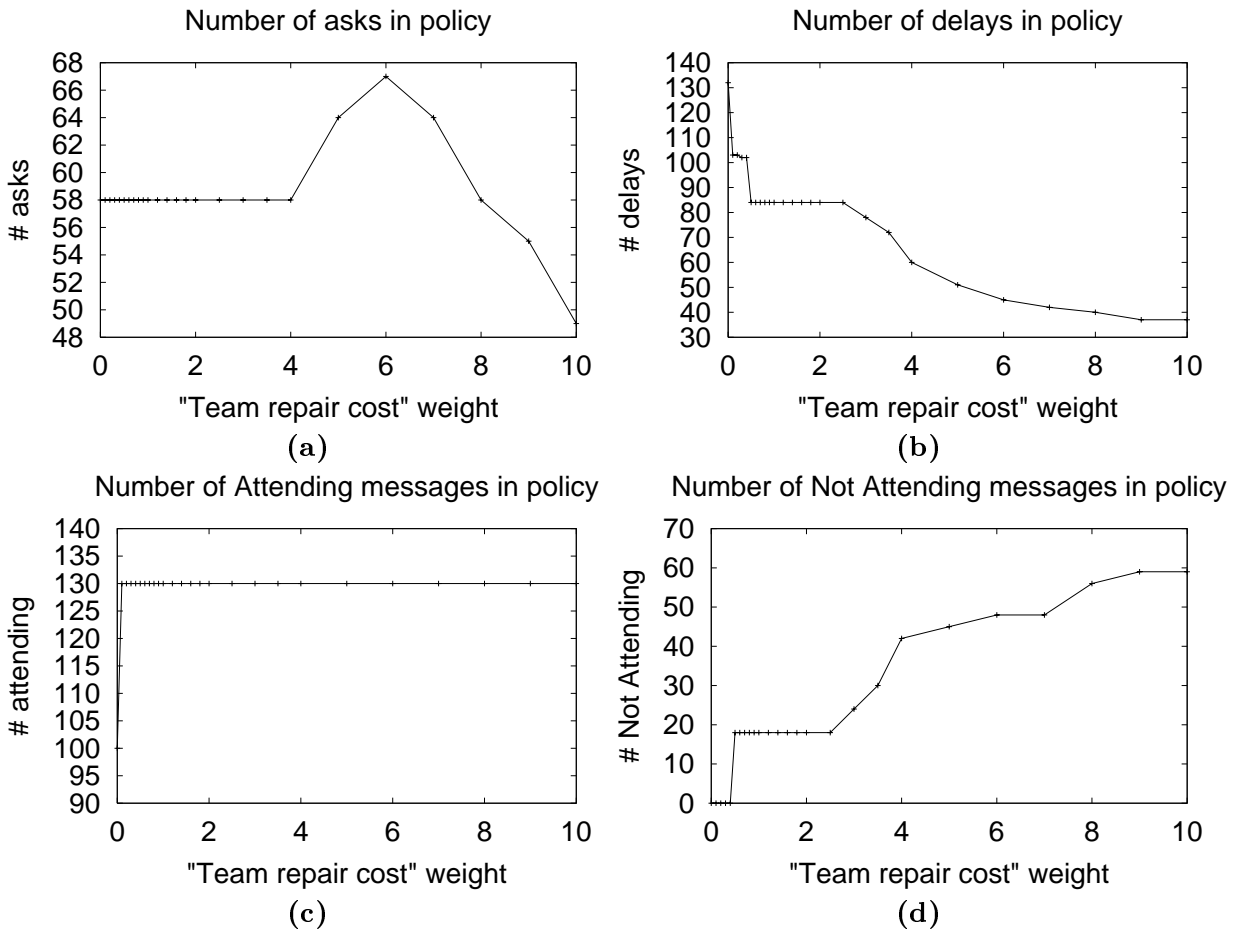 Number of asks in policy
68
66
64
62
60
58
56
54
52
50
48
# asks
0 2 4 6 8 10
"Team repair cost" weight
(a)
Number of delays in policy
140
130
120
110
100
90
80
70
60
50
40
30
# delays
0 2 4 6 8 10
"Team repair cost" weight
(b)
Number of Attending messages in policy
140
135
130
125
120
115
110
105
100
95
90
# attending
0 2 4 6 8 10
"Team repair cost" weight
(c)
Number of Not Attending messages in policy
70
60
50
40
30
20
10
0
# Not Attending
0 2 4 6 8 10
"Team repair cost" weight
(d)